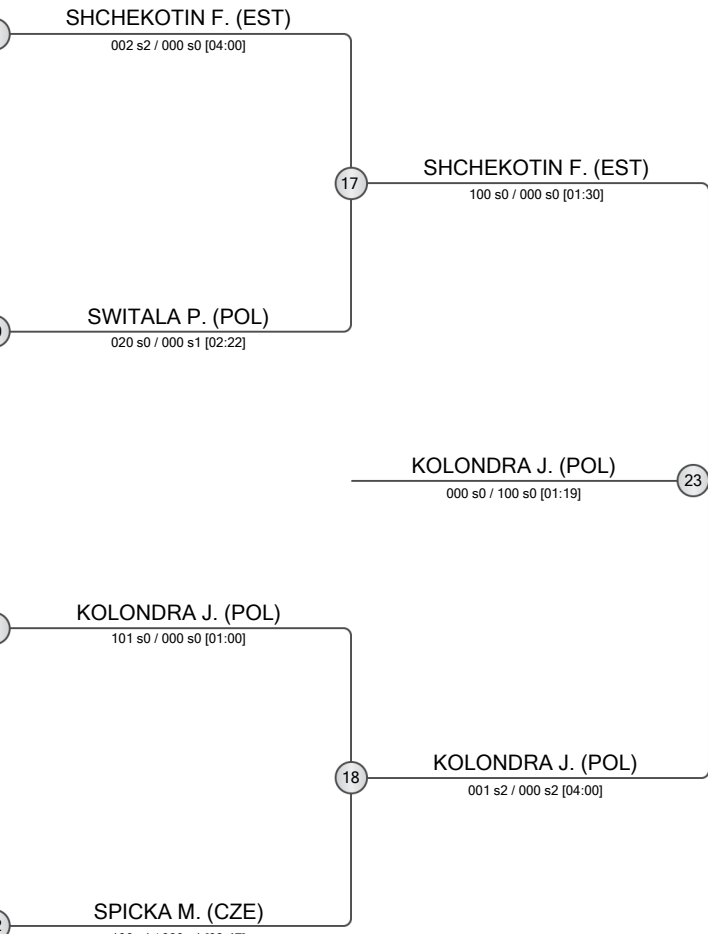 SHCHEKOTIN F. (EST)
002 s2 / 000 s0 [04:00]
17
SHCHEKOTIN F. (EST)
100 s0 / 000 s0 [01:30]
SWITALA P. (POL)
020 s0 / 000 s1 [02:22]
KOLONDRA J. (POL)
000 s0 / 100 s0 [01:19]
23
KOLONDRA J. (POL)
101 s0 / 000 s0 [01:00]
18
KOLONDRA J. (POL)
001 s2 / 000 s2 [04:00]
SPICKA M. (CZE)